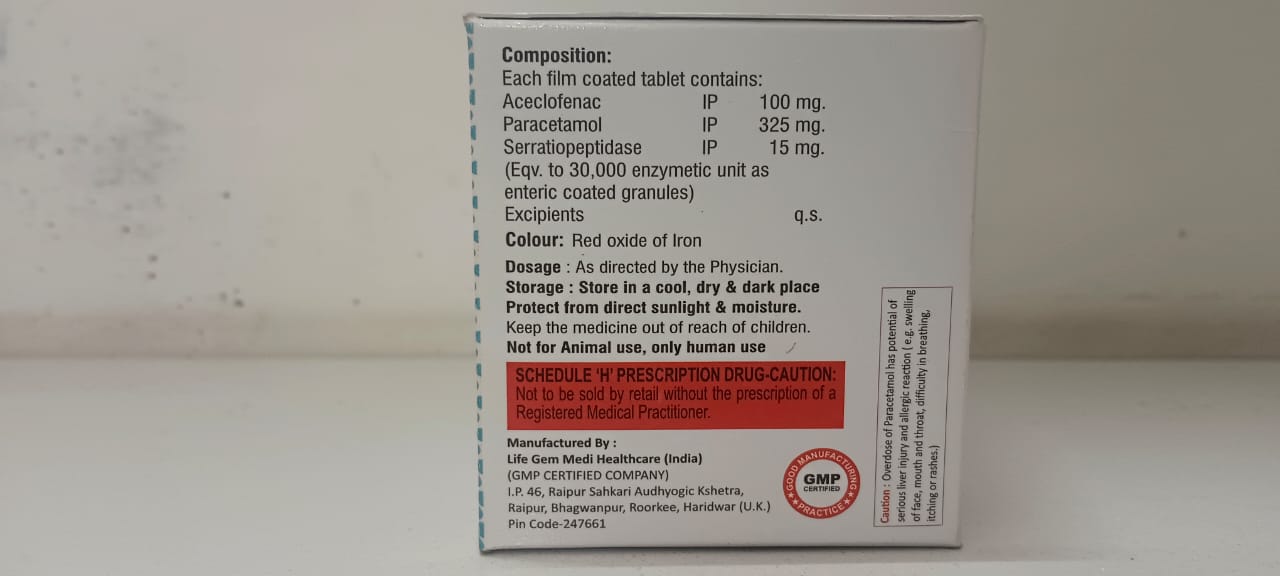 Composition:
Each film coated tablet contains:
Aceclofenac IP 100 mg.
Paracetamol IP 325 mg.
Serratiopeptidase IP 15 mg.
(Eqv. to 30,000 enzymetic unit as
enteric coated granules)
Excipients q.s.
Colour: Red oxide of Iron
Dosage : As directed by the Physician.
Storage : Store in a cool, dry & dark place
Protect from direct sunlight & moisture.
Keep the medicine out of reach of children.
Not for Animal use, only human use
SCHEDULE 'H' PRESCRIPTION DRUG-CAUTION:
Not to be sold by retail without the prescription of a
Registered Medical Practitioner.
Manufactured By :
Life Gem Medi Healthcare (India)
(GMP CERTIFIED COMPANY)
I.P. 46, Raipur Sahkari Audhyogic Kshetra,
Raipur, Bhagwanpur, Roorkee, Haridwar (U.K.)
Pin Code-247661
GOOD MANUFACTURING
GMP
CERTIFIED
PRACTICE
Caution : Overdose of Paracetamol has potential of
serious liver injury and allergic reaction ( e.g. swelling
of face, mouth and throat, difficulty in breathing,
itching or rashes.)